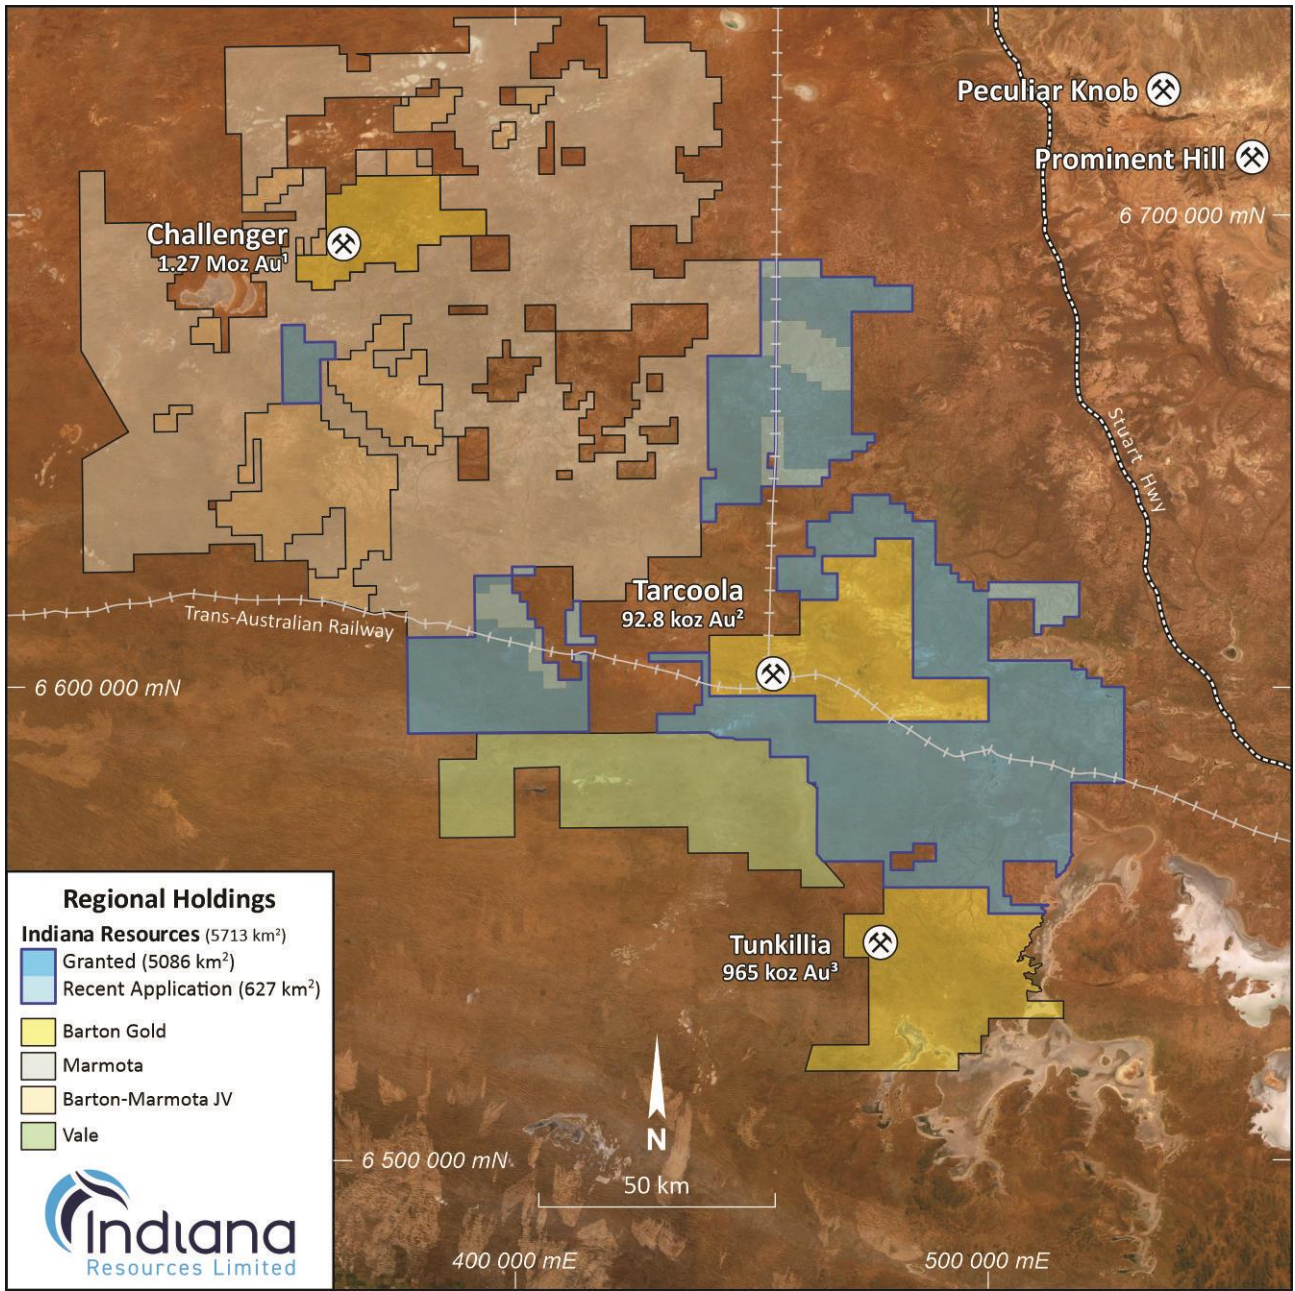 Peculiar Knob
Prominent Hill
6 700 000 mN
Challenger
1.27 Moz Au¹
Stuart Hwy
Tarcoola
92.8 koz Au²
Trans-Australian Railway
6 600 000 mN
Tunkillia
965 koz Au³
Regional Holdings
Indiana Resources (5713 km²)
Granted (5086 km²)
Recent Application (627 km²)
Barton Gold
Marmota
Barton-Marmota JV
Vale
Indiana
Resources Limited
N
50 km
6 500 000 mN
400 000 mE
500 000 mE